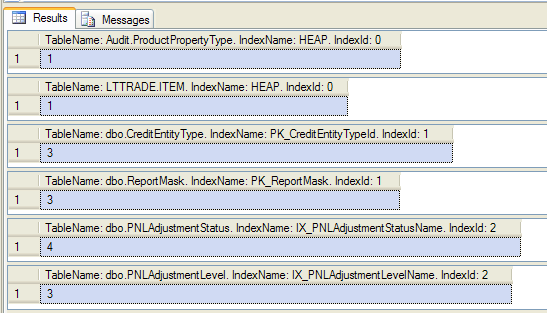 Results Messages
TableName: Audit.ProductPropertyType. IndexName: HEAP. IndexId: 0
1 1
TableName: LTTRADE.ITEM. IndexName: HEAP. IndexId: 0
1 1
TableName: dbo.CreditEntityType. IndexName: PK_CreditEntityTypeId. IndexId: 1
1 3
TableName: dbo.ReportMask. IndexName: PK_ReportMask. IndexId: 1
1 3
TableName: dbo.PNLAdjustmentStatus. IndexName: IX_PNLAdjustmentStatusName. IndexId: 2
1 4
TableName: dbo.PNLAdjustmentLevel. IndexName: IX_PNLAdjustmentLevelName. IndexId: 2
1 3